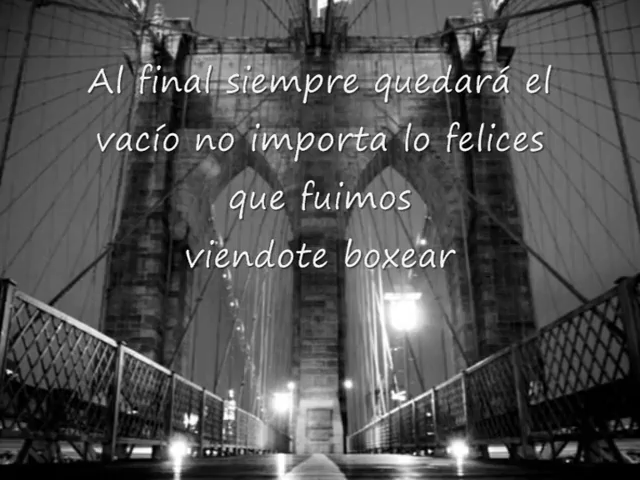 Al final siempre quedará el
vacío no importa lo felices
que fuimos
viendote boxear